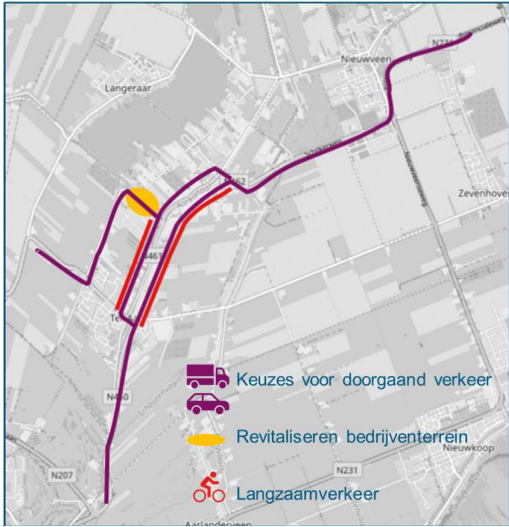 N231
Nieuwveen
Langeraar
N462
Nieuwveenseweg
Zevenhoven
N461
Ter Aar
N460
Keuzes voor doorgaand verkeer
Revitaliseren bedrijventerrein
Nieuwkoop
N207
N231
Langzaamverkeer
Aarlanderveen